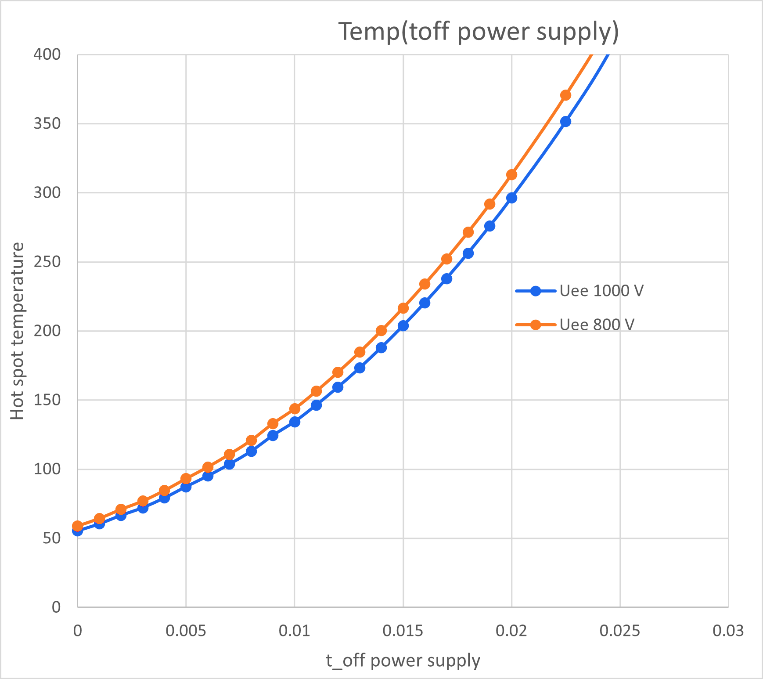 Temp(toff power supply)
400
350
300
250
200
150
100
50
0
Hot spot temperature
Uee 1000 V
Uee 800 V
0 0.005 0.01 0.015 0.02 0.025 0.03
t_off power supply